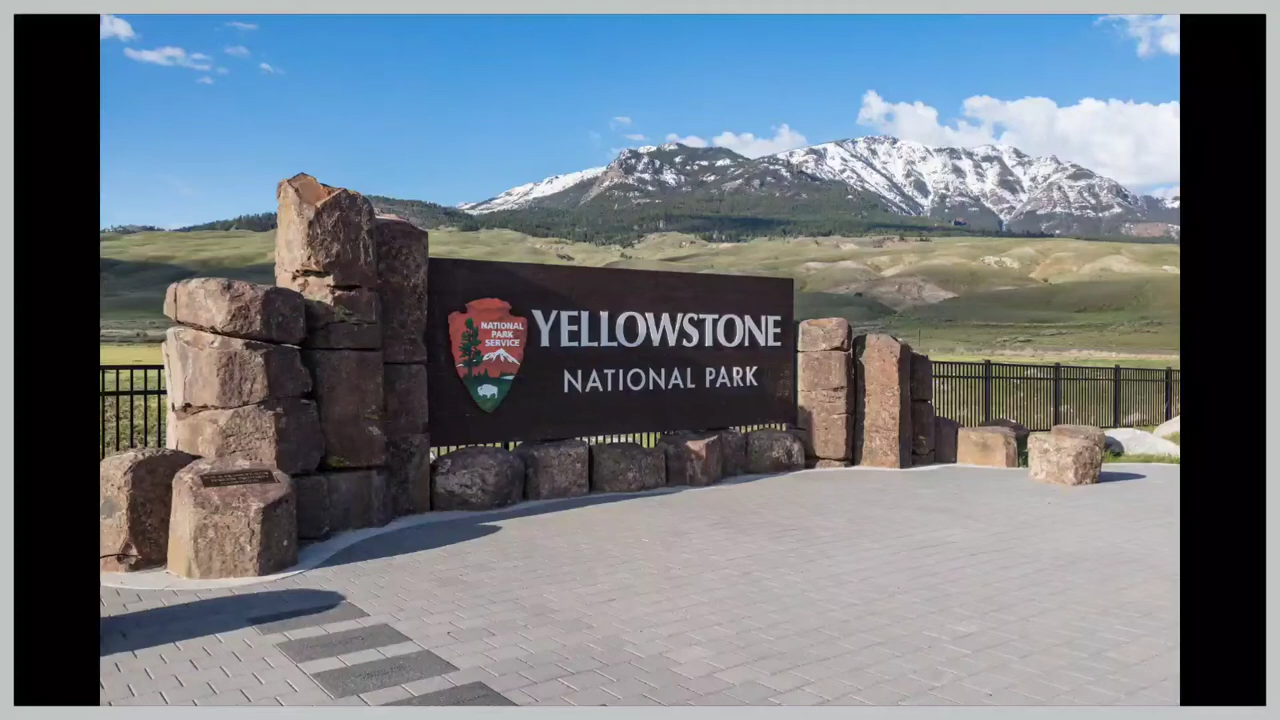 NATIONAL
PARK
SERVICE
YELLOWSTONE
NATIONAL PARK